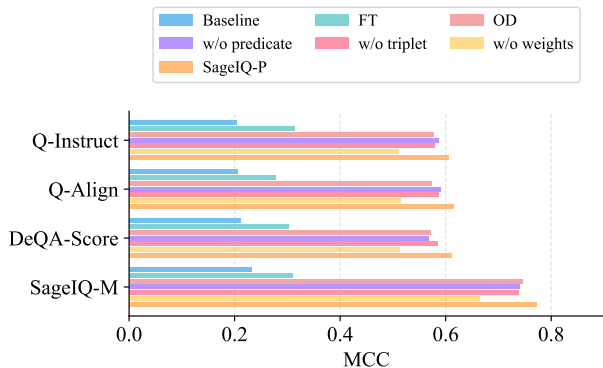 Baseline FT OD
w/o predicate w/o triplet w/o weights
SageIQ-P
Q-Instruct
Q-Align
DeQA-Score
SageIQ-M
0.0 0.2 0.4 0.6 0.8
MCC